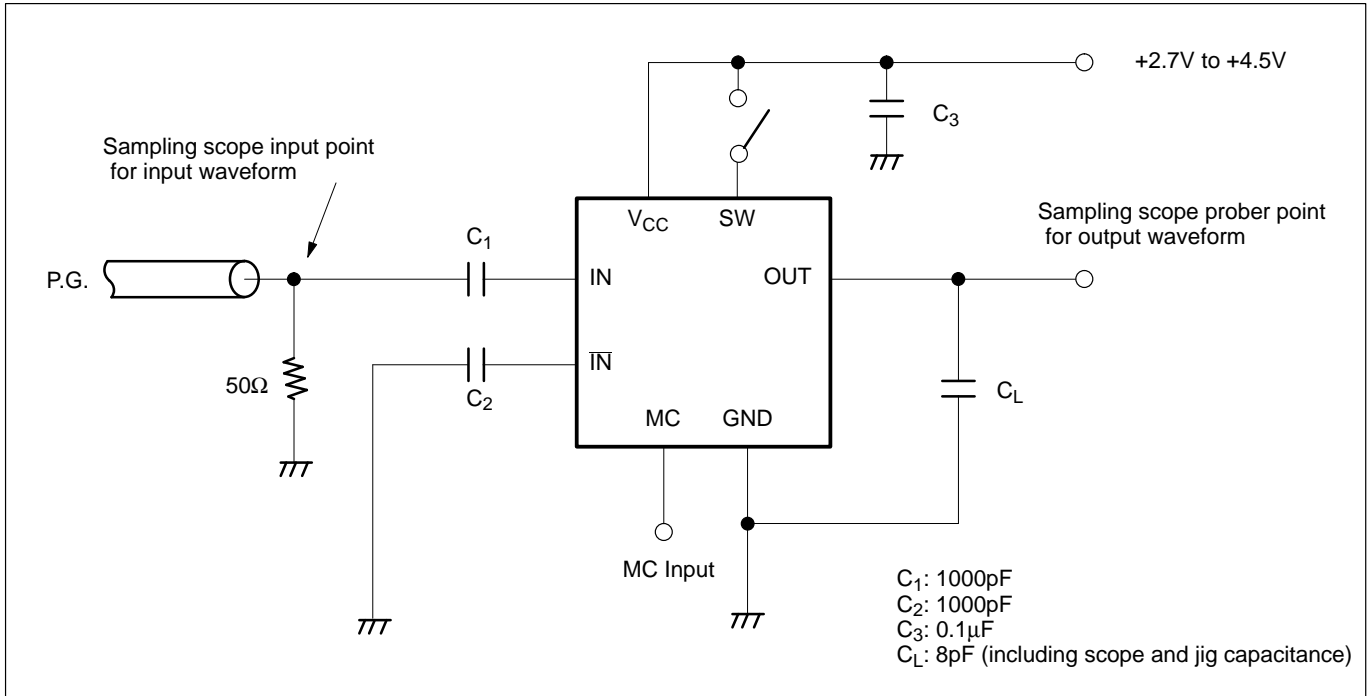 +2.7V to +4.5V
C3
Sampling scope input point
for input waveform
VCC
SW
Sampling scope prober point
for output waveform
C1
P.G.
IN
OUT
50Ω
C2
I̅N̅
CL
MC
GND
MC Input
C1: 1000pF
C2: 1000pF
C3: 0.1μF
CL: 8pF (including scope and jig capacitance)